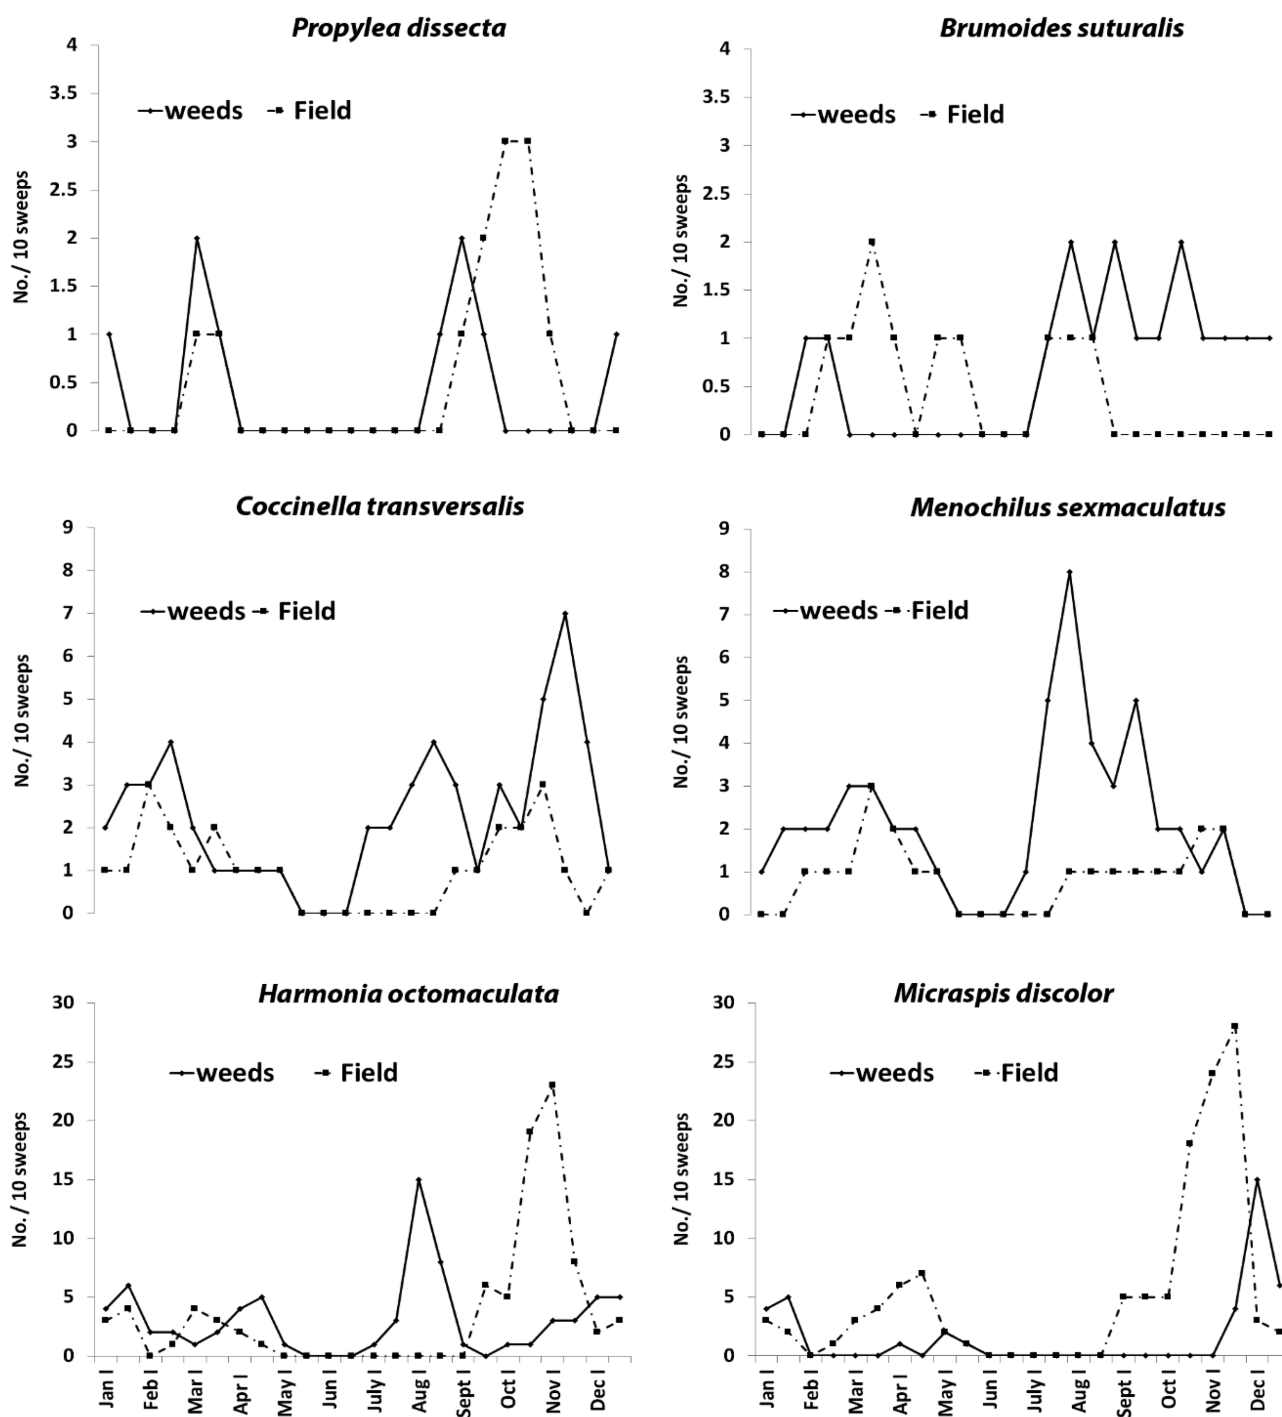 Propylea dissecta
4
3.5
3
2.5
2
1.5
1
0.5
0
No./ 10 sweeps
weeds Field
Brumoides suturalis
4
3.5
3
2.5
2
1.5
1
0.5
0
No./ 10 sweeps
weeds Field
Coccinella transversalis
9
8
7
6
5
4
3
2
1
0
No./ 10 sweeps
weeds Field
Menochilus sexmaculatus
9
8
7
6
5
4
3
2
1
0
No./ 10 sweeps
weeds Field
Harmonia octomaculata
30
25
20
15
10
5
0
No./ 10 sweeps
weeds Field
Jan I Feb I Mar I Apr I May Jun I July I Aug I Sept I Oct I Nov I Dec I
Micraspis discolor
30
25
20
15
10
5
0
No./ 10 sweeps
weeds Field
Jan I Feb I Mar I Apr I May Jun I July I Aug I Sept I Oct I Nov I Dec I